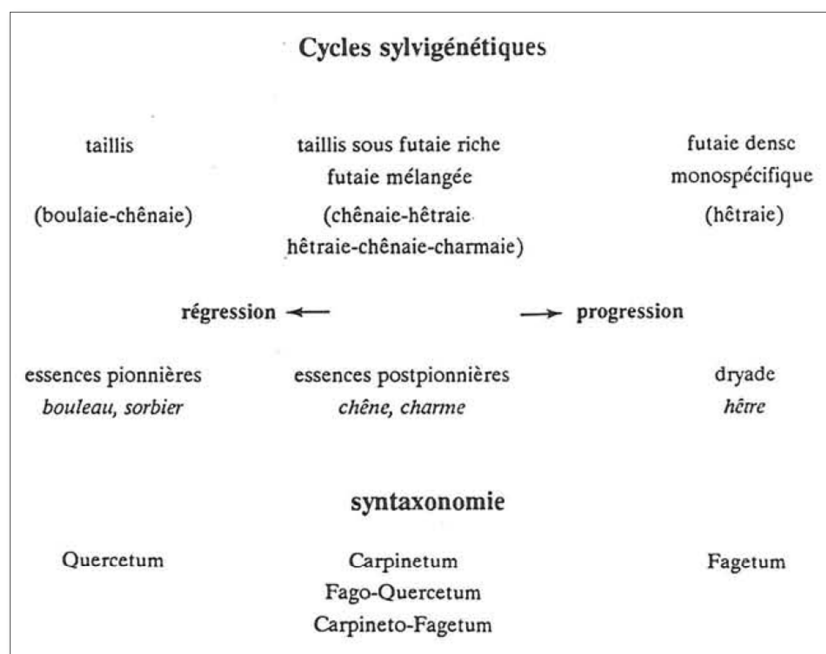 Cycles sylvigénétiques
taillis taillis sous futaie riche futaie dense
futaie mélangée monospécifique
(boulaie-chênaie) (chênaie-hêtraie (hêtraie)
hêtraie-chênaie-charmaie)
régression ← → progression
essences pionnières essences postpionnières dryade
bouleau, sorbier chêne, charme hêtre
syntaxonomie
Quercetum Carpinetum Fagetum
Fago-Quercetum
Carpineto-Fagetum